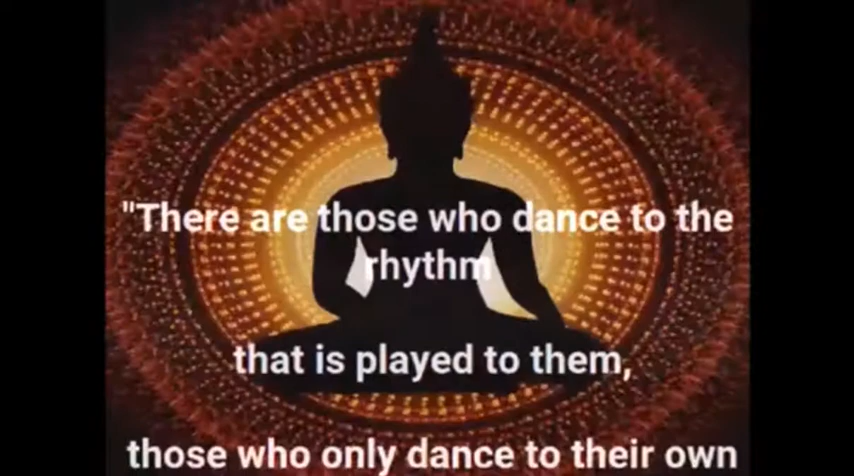 "There are those who dance to the
rhythm
that is played to them,
those who only dance to their own